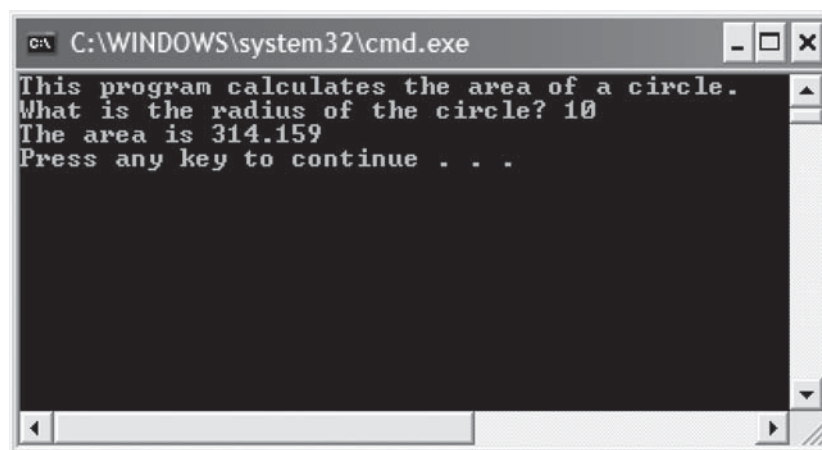 C:\WINDOWS\system32\cmd.exe
This program calculates the area of a circle.
What is the radius of the circle? 10
The area is 314.159
Press any key to continue . . .